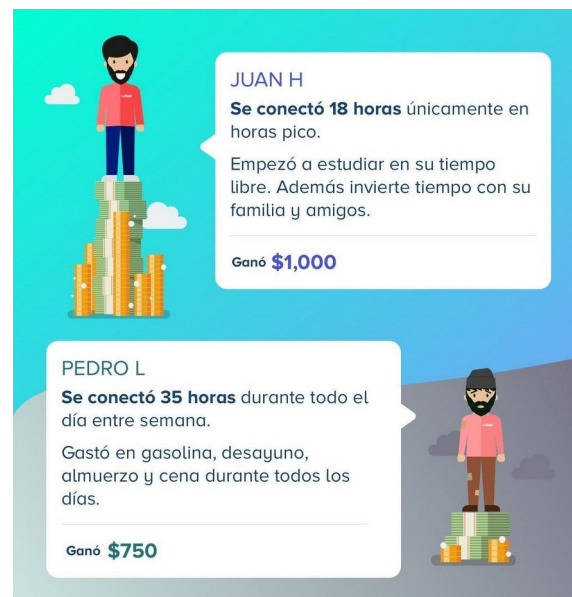 JUAN H
Se conectó 18 horas únicamente en
horas pico.
Empezó a estudiar en su tiempo
libre. Además invierte tiempo con su
familia y amigos.
Ganó $1,000
PEDRO L
Se conectó 35 horas durante todo el
día entre semana.
Gastó en gasolina, desayuno,
almuerzo y cena durante todos los
días.
Ganó $750